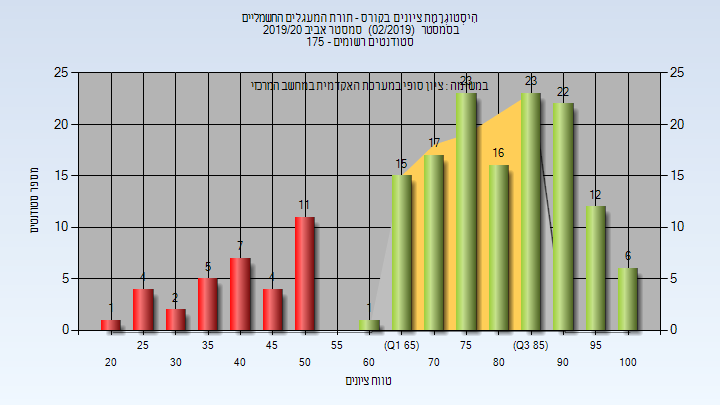 היסטוגרמת ציונים בקורס - תורת המעגלים החשמליים
בסמסטר (02/2019) סמסטר אביב 2019/20
סטודנטים רשומים - 175
במשימה : ציון סופי במערכת האקדמית במחשב המרכזי
מספר סטודנטים
25 20 15 10 5 0
25 20 15 10 5 0
1 4 2 5 7 4 11 1 15 17 23 16 23 22 12 6
25 35 45 55 (Q1 65) 75 (Q3 85) 95
20 30 40 50 60 70 80 90 100
טווח ציונים